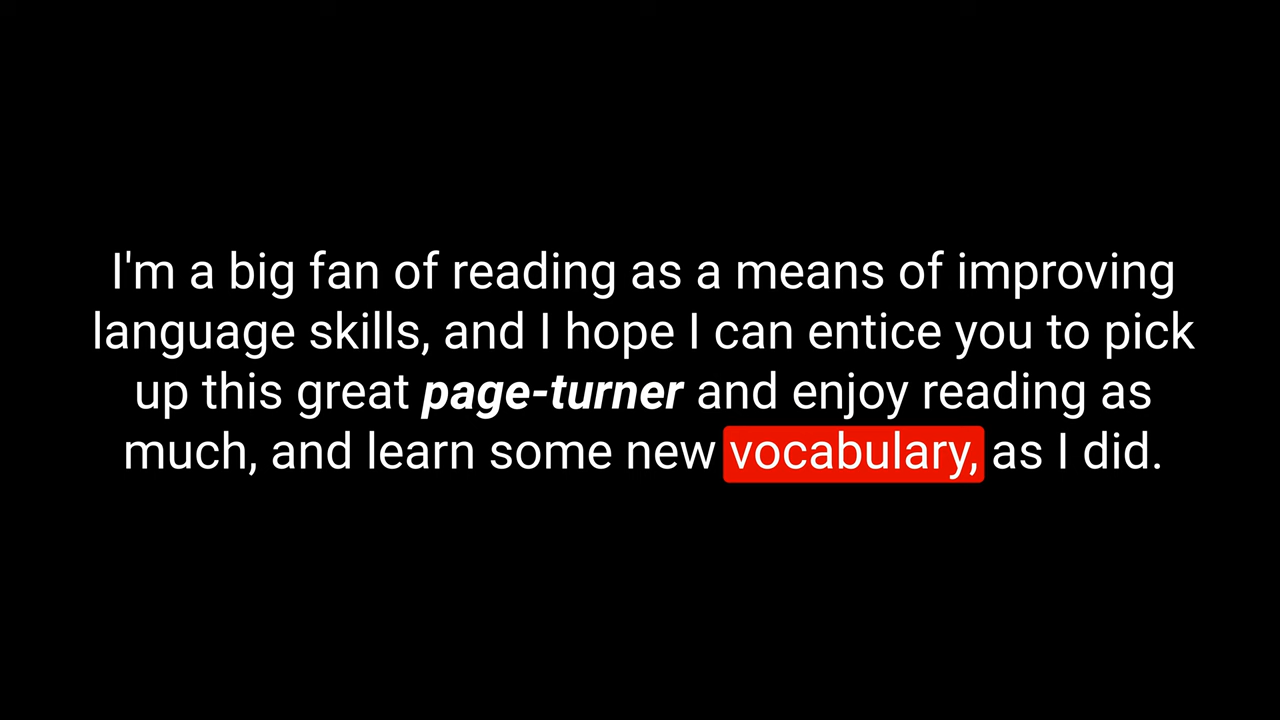 I'm a big fan of reading as a means of improving
language skills, and I hope I can entice you to pick
up this great page-turner and enjoy reading as
much, and learn some new vocabulary, as I did.